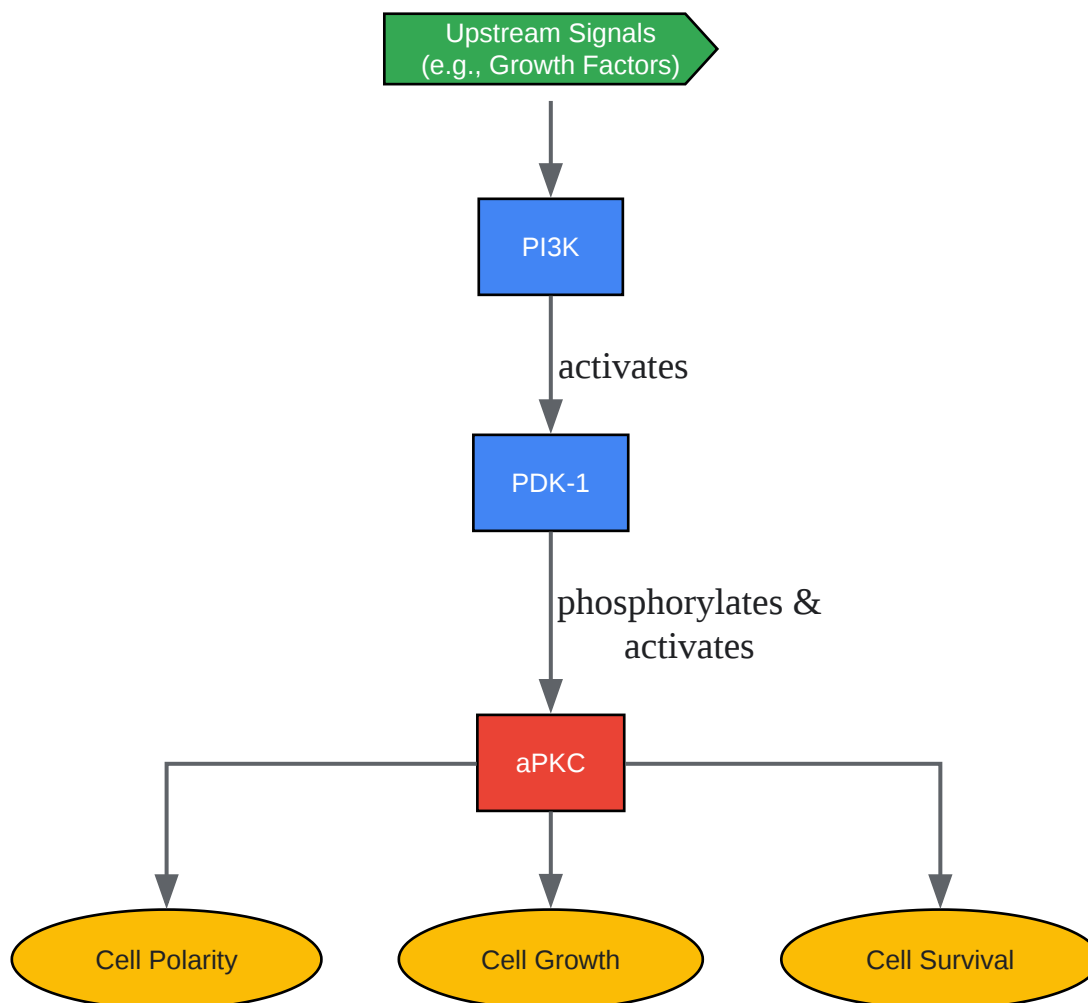 Upstream Signals
(e.g., Growth Factors)
PI3K
activates
PDK-1
phosphorylates &
activates
aPKC
Cell Polarity
Cell Growth
Cell Survival